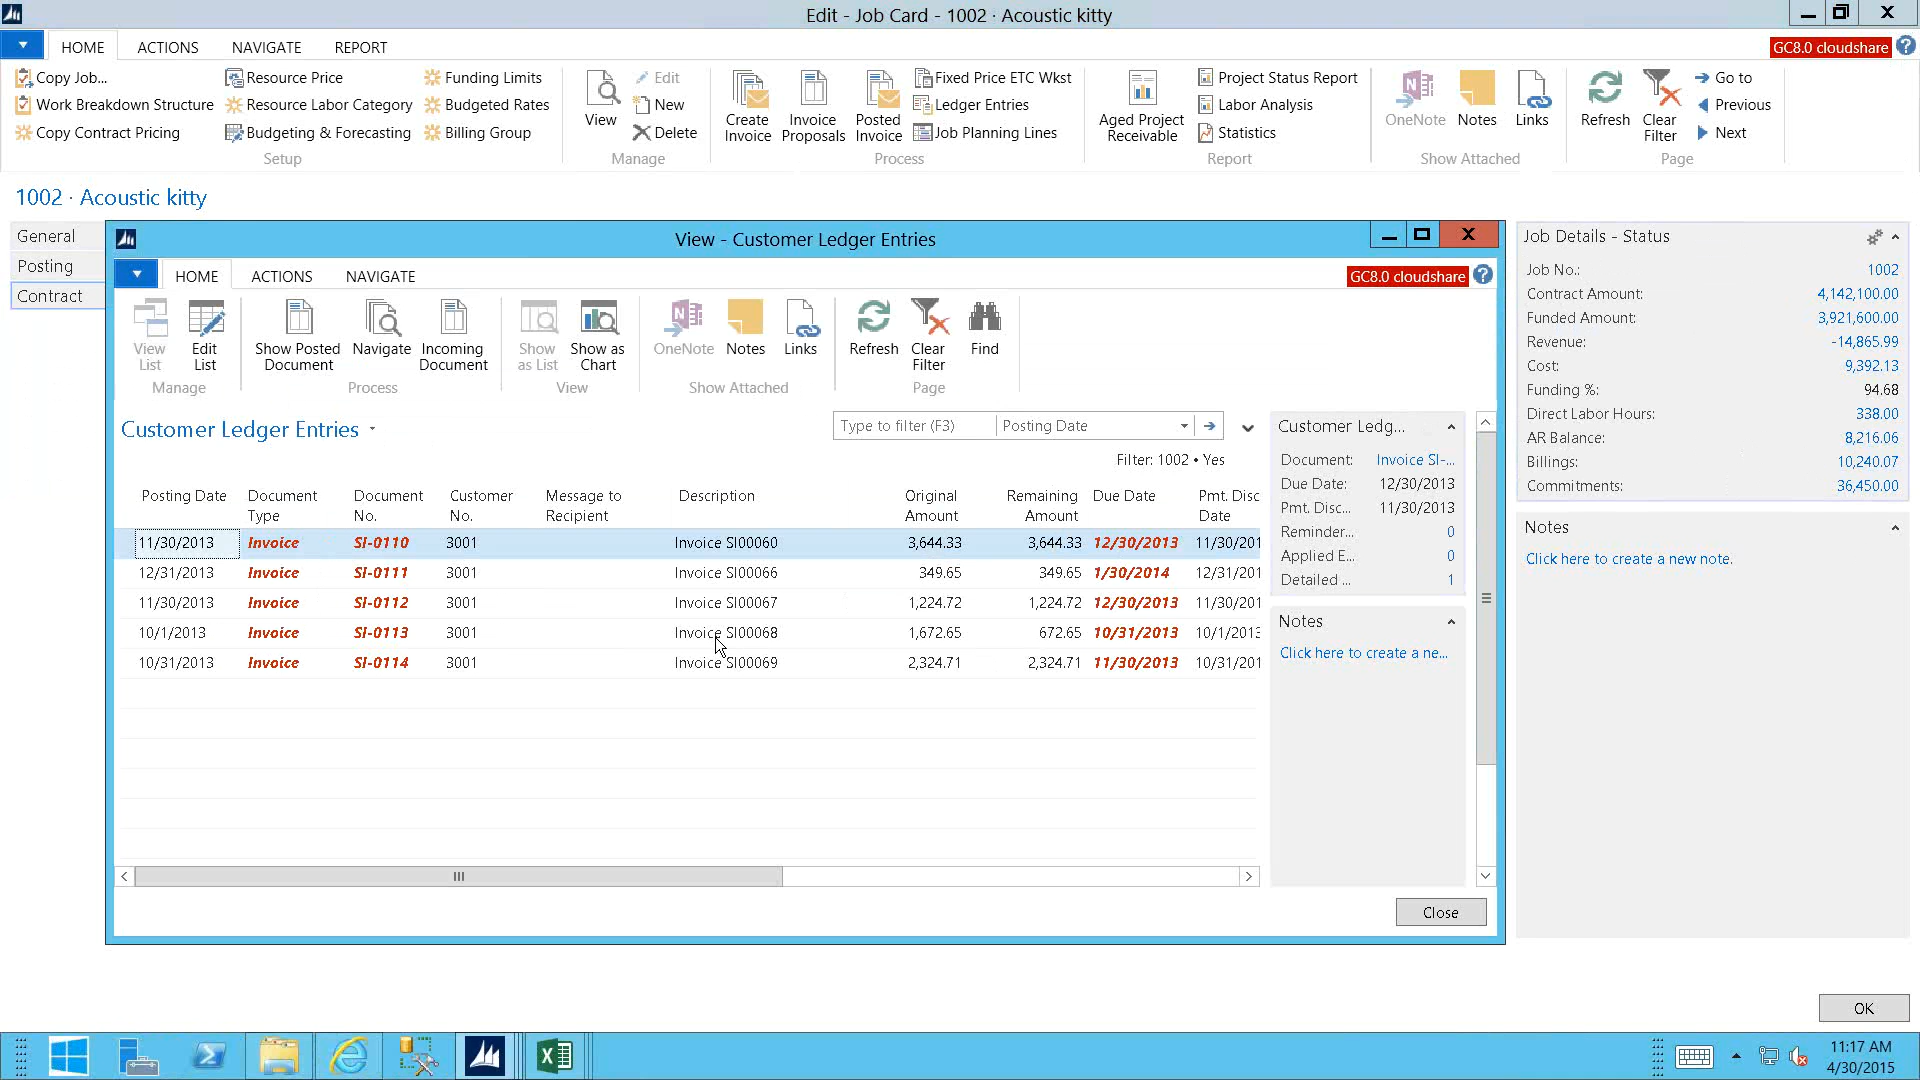 Edit - Job Card - 1002 · Acoustic kitty
HOME ACTIONS NAVIGATE REPORT
GC8.0 cloudshare
Copy Job...
Work Breakdown Structure
Copy Contract Pricing
Resource Price
Resource Labor Category
Budgeting & Forecasting
Funding Limits
Budgeted Rates
Billing Group
Setup
View
Edit
New
Delete
Manage
Create Invoice
Invoice Proposals
Posted Invoice
Fixed Price ETC Wkst
Ledger Entries
Job Planning Lines
Process
Aged Project Receivable
Project Status Report
Labor Analysis
Statistics
Report
OneNote
Notes
Links
Show Attached
Refresh
Clear Filter
Go to
Previous
Next
Page
1002 · Acoustic kitty
General
Posting
Contract
View - Customer Ledger Entries
HOME ACTIONS NAVIGATE
GC8.0 cloudshare
View List
Edit List
Manage
Show Posted Document
Navigate
Incoming Document
Process
Show as List
Show as Chart
View
OneNote
Notes
Links
Show Attached
Refresh
Clear Filter
Find
Page
Customer Ledger Entries
Type to filter (F3) Posting Date
Filter: 1002 • Yes
Posting Date Document Type Document No. Customer No. Message to Recipient Description Original Amount Remaining Amount Due Date Pmt. Disc Date
11/30/2013 Invoice SI-0110 3001 Invoice SI00060 3,644.33 3,644.33 12/30/2013 11/30/201
12/31/2013 Invoice SI-0111 3001 Invoice SI00066 349.65 349.65 1/30/2014 12/31/201
11/30/2013 Invoice SI-0112 3001 Invoice SI00067 1,224.72 1,224.72 12/30/2013 11/30/201
10/1/2013 Invoice SI-0113 3001 Invoice SI00068 1,672.65 672.65 10/31/2013 10/1/2013
10/31/2013 Invoice SI-0114 3001 Invoice SI00069 2,324.71 2,324.71 11/30/2013 10/31/201
Customer Ledg...
Document: Invoice SI-...
Due Date: 12/30/2013
Pmt. Disc... 11/30/2013
Reminder... 0
Applied E... 0
Detailed ... 1
Notes
Click here to create a ne...
Close
Job Details - Status
Job No.: 1002
Contract Amount: 4,142,100.00
Funded Amount: 3,921,600.00
Revenue: -14,865.99
Cost: 9,392.13
Funding %: 94.68
Direct Labor Hours: 338.00
AR Balance: 8,216.06
Billings: 10,240.07
Commitments: 36,450.00
Notes
Click here to create a new note.
OK
11:17 AM
4/30/2015